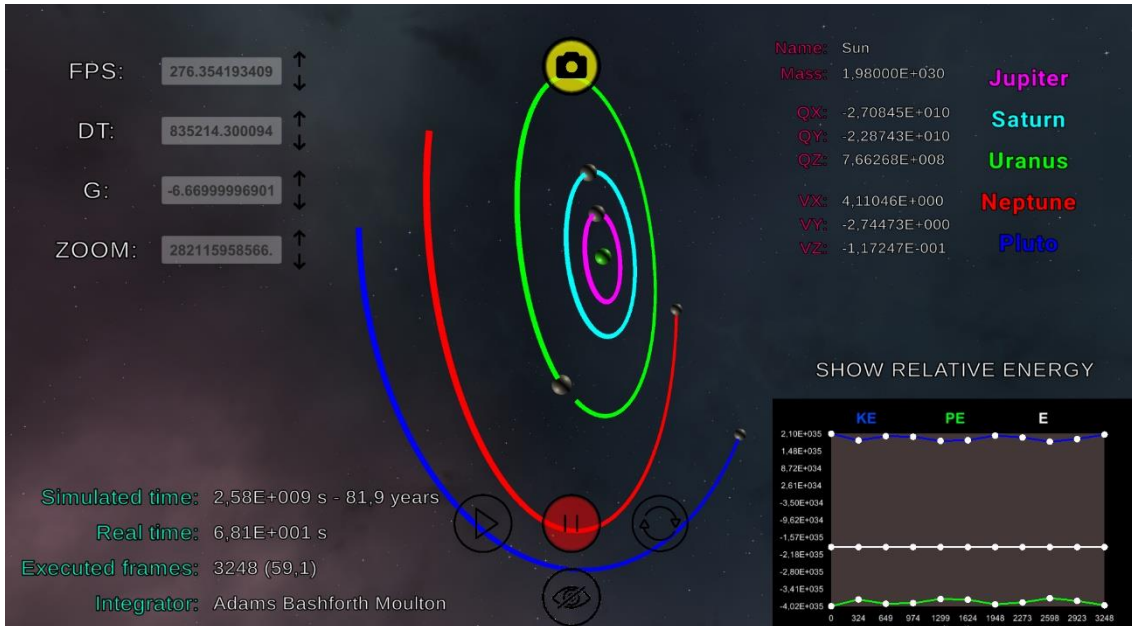 FPS: 276.354193409
DT: 835214.300094
G: -6.66999996901
ZOOM: 282115958566.
Name: Sun
Mass: 1,98000E+030
QX: -2,70845E+010
QY: -2,28743E+010
QZ: 7,66268E+008
VX: 4,11046E+000
VY: -2,74473E+000
VZ: -1,17247E-001
Jupiter
Saturn
Uranus
Neptune
Pluto
SHOW RELATIVE ENERGY
KE PE E
2,10E+035
1,48E+035
8,72E+034
2,61E+034
-3,50E+034
-9,62E+034
-1,57E+035
-2,18E+035
-2,80E+035
-3,41E+035
-4,02E+035
0 324 649 974 1299 1624 1948 2273 2598 2923 3248
Simulated time: 2,58E+009 s - 81,9 years
Real time: 6,81E+001 s
Executed frames: 3248 (59,1)
Integrator: Adams Bashforth Moulton